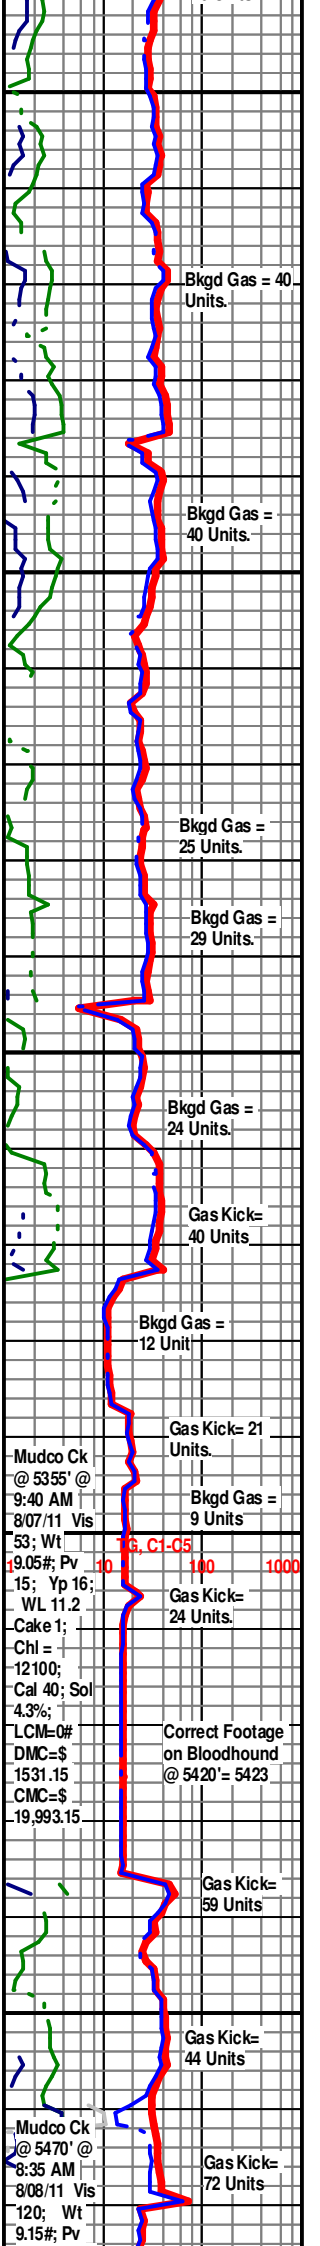 Bkgd Gas = 40
Units.
Bkgd Gas =
40 Units.
Bkgd Gas =
25 Units.
Bkgd Gas =
29 Units.
Bkgd Gas =
24 Units.
Gas Kick=
40 Units
Bkgd Gas =
12 Unit
Gas Kick= 21
Units.
Mudco Ck
@ 5355' @
9:40 AM
8/07/11 Vis
53; Wt
9.05#; Pv
15; Yp 16;
WL 11.2
Cake 1;
Chl =
12100;
Cal 40; Sol
4.3%;
LCM=0#
DMC=$
1531.15
CMC=$
19,993.15
Bkgd Gas =
9 Units
TG, C1-C5
1 10 100 1000
Gas Kick=
24 Units.
Correct Footage
on Bloodhound
@ 5420'= 5423
Gas Kick=
59 Units
Gas Kick=
44 Units
Mudco Ck
@ 5470' @
8:35 AM
8/08/11 Vis
120; Wt
9.15#; Pv
Gas Kick=
72 Units